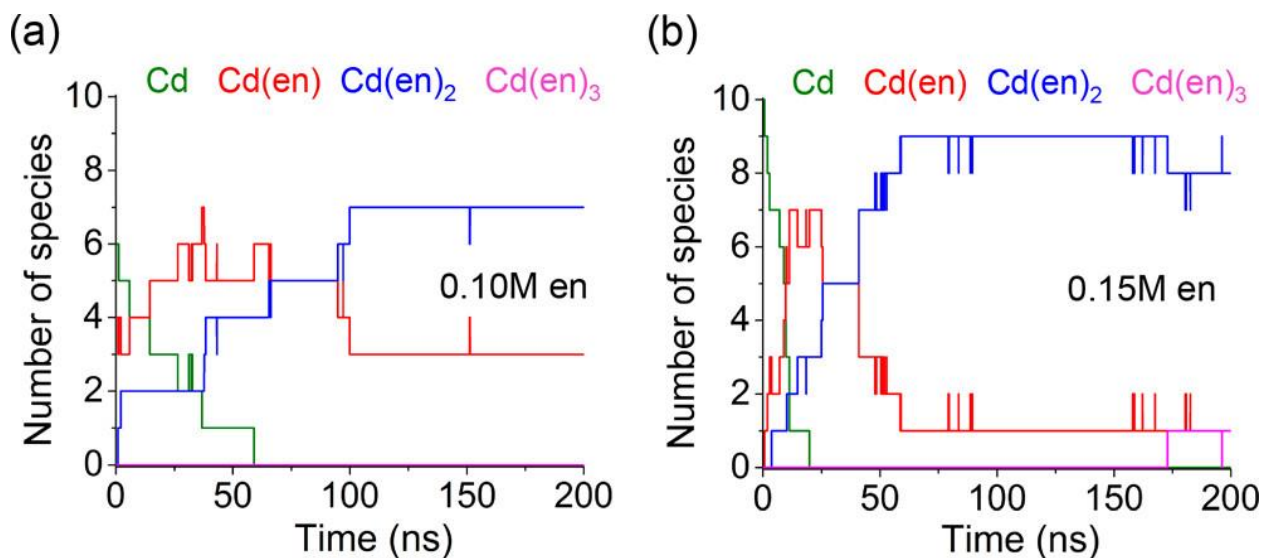 (a)
Cd Cd(en) Cd(en)₂ Cd(en)₃
Number of species
10
8
6
4
2
0
0.10M en
0 50 100 150 200
Time (ns)
(b)
Cd Cd(en) Cd(en)₂ Cd(en)₃
Number of species
10
8
6
4
2
0
0.15M en
0 50 100 150 200
Time (ns)